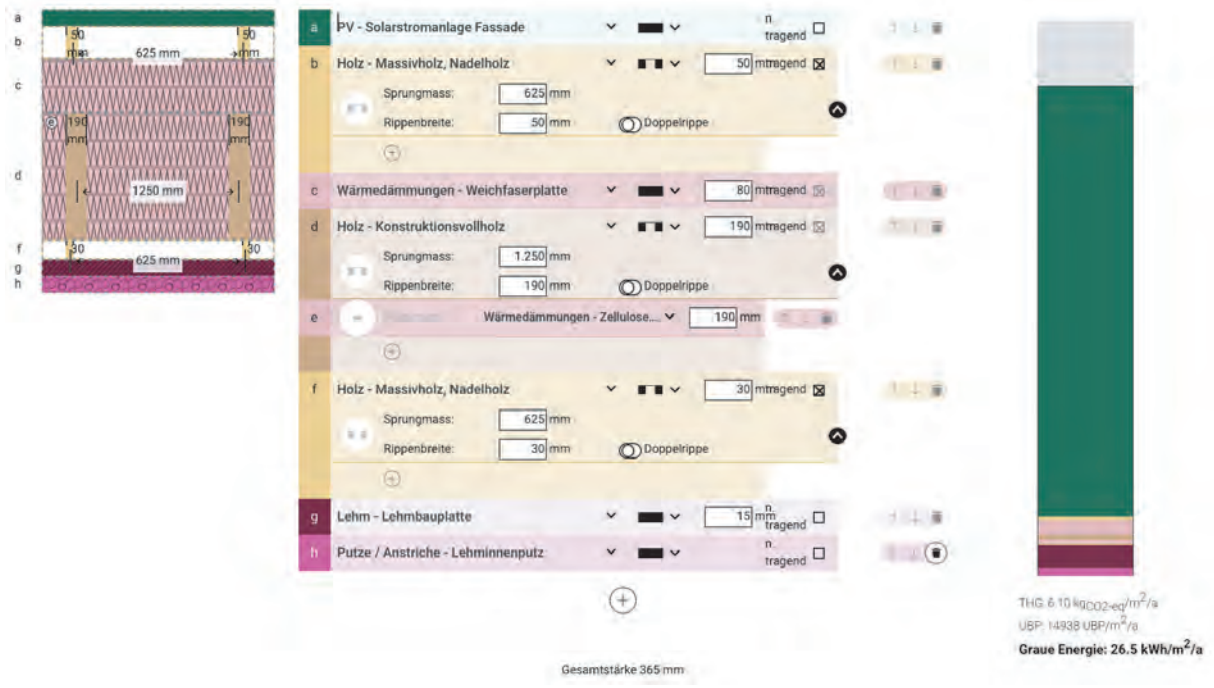 a
b
c
d
f
g
h
50 mm
50 mm
625 mm
e
190 mm
190 mm
1250 mm
30
30
625 mm
a PV - Solarstromanlage Fassade n. tragend
b Holz - Massivholz, Nadelholz 50 mm tragend
Sprungmass: 625 mm
Rippenbreite: 50 mm Doppelrippe
c Wärmedämmungen - Weichfaserplatte 80 mm tragend
d Holz - Konstruktionsvollholz 190 mm tragend
Sprungmass: 1.250 mm
Rippenbreite: 190 mm Doppelrippe
e Wärmedämmungen - Zellulose.... 190 mm
f Holz - Massivholz, Nadelholz 30 mm tragend
Sprungmass: 625 mm
Rippenbreite: 30 mm Doppelrippe
g Lehm - Lehmbauplatte 15 mm n. tragend
h Putze / Anstriche - Lehminnenputz n. tragend
Gesamtstärke 365 mm
THG: 6.10 kgCO2-eq/m²/a
UBP: 14938 UBP/m²/a
Graue Energie: 26.5 kWh/m²/a